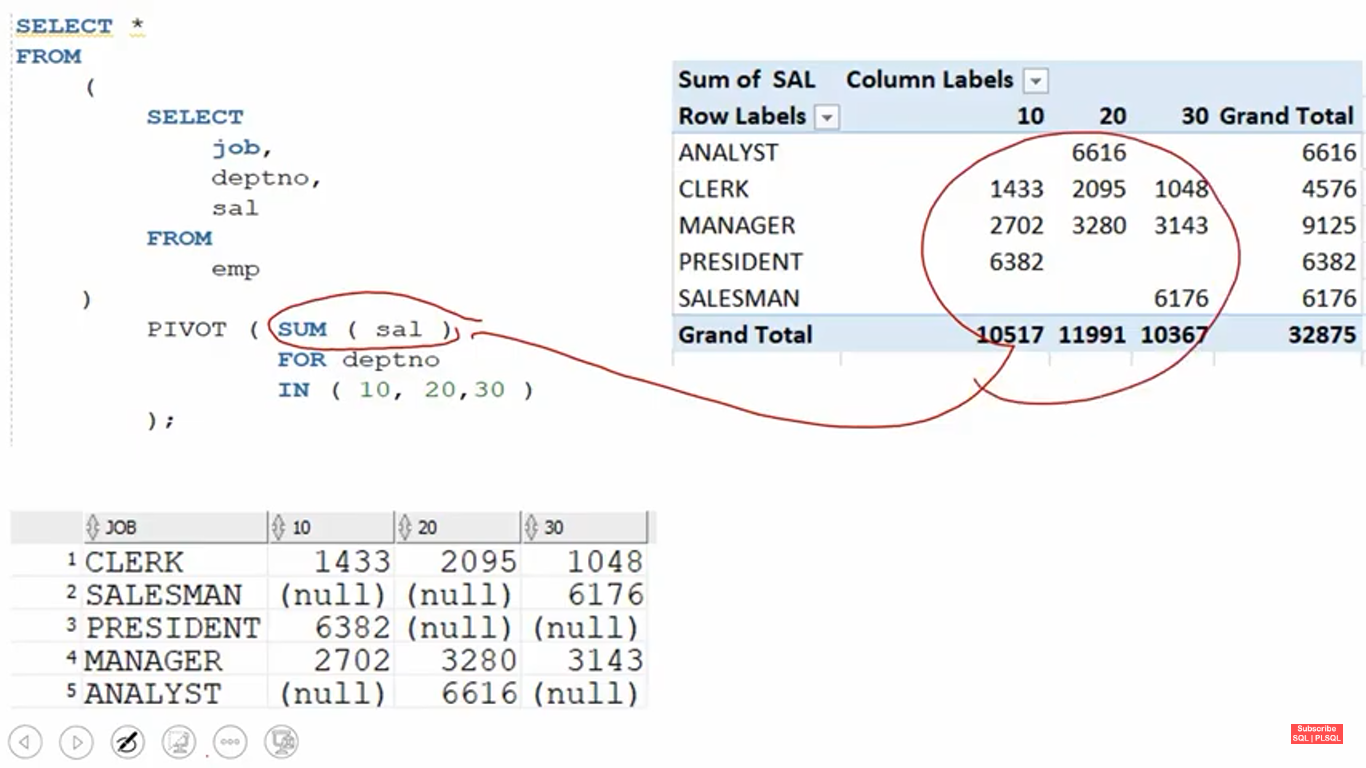 SELECT *
FROM
(
SELECT
job,
deptno,
sal
FROM
emp
)
PIVOT ( SUM ( sal )
FOR deptno
IN ( 10, 20,30 )
);
Sum of SAL Column Labels
Row Labels 10 20 30 Grand Total
ANALYST 6616 6616
CLERK 1433 2095 1048 4576
MANAGER 2702 3280 3143 9125
PRESIDENT 6382 6382
SALESMAN 6176 6176
Grand Total 10517 11991 10367 32875
JOB 10 20 30
1 CLERK 1433 2095 1048
2 SALESMAN (null) (null) 6176
3 PRESIDENT 6382 (null) (null)
4 MANAGER 2702 3280 3143
5 ANALYST (null) 6616 (null)
Subscribe
SQL | PLSQL